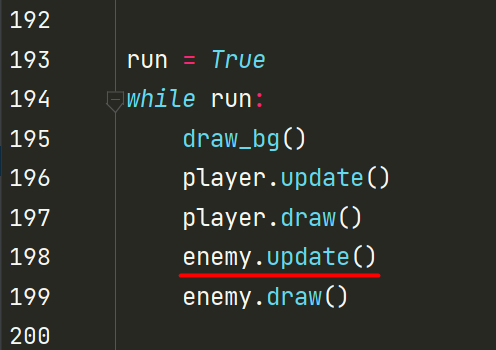 192
193 run = True
194 while run:
195 draw_bg()
196 player.update()
197 player.draw()
198 enemy.update()
199 enemy.draw()
200